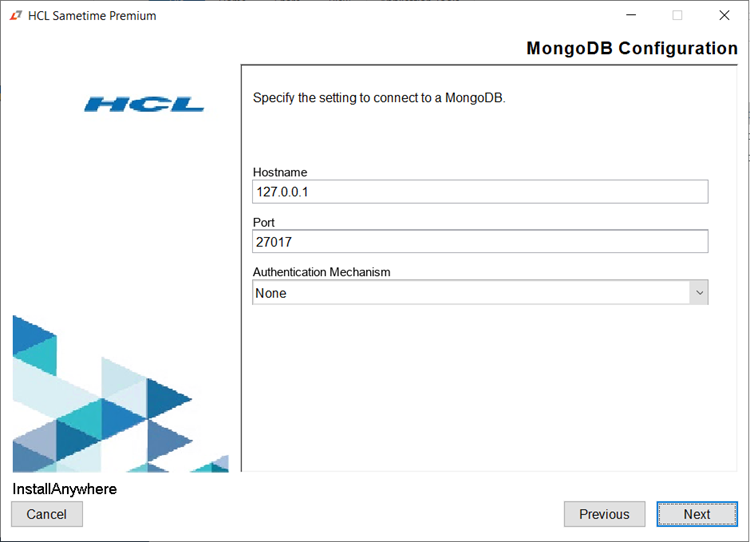 HCL Sametime Premium
MongoDB Configuration
HCL
Specify the setting to connect to a MongoDB.
Hostname
127.0.0.1
Port
27017
Authentication Mechanism
None
InstallAnywhere
Cancel
Previous
Next